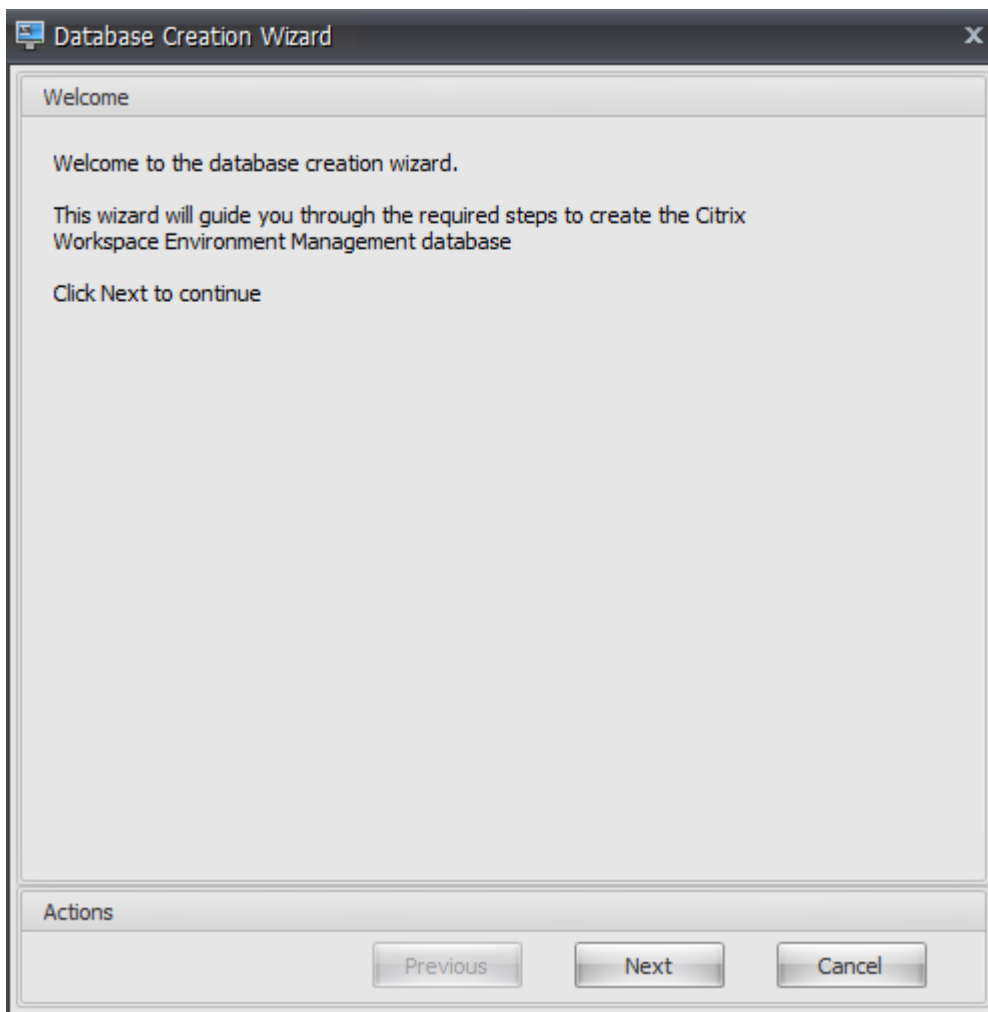 Database Creation Wizard
x
Welcome
Welcome to the database creation wizard.
This wizard will guide you through the required steps to create the Citrix
Workspace Environment Management database
Click Next to continue
Actions
Previous
Next
Cancel